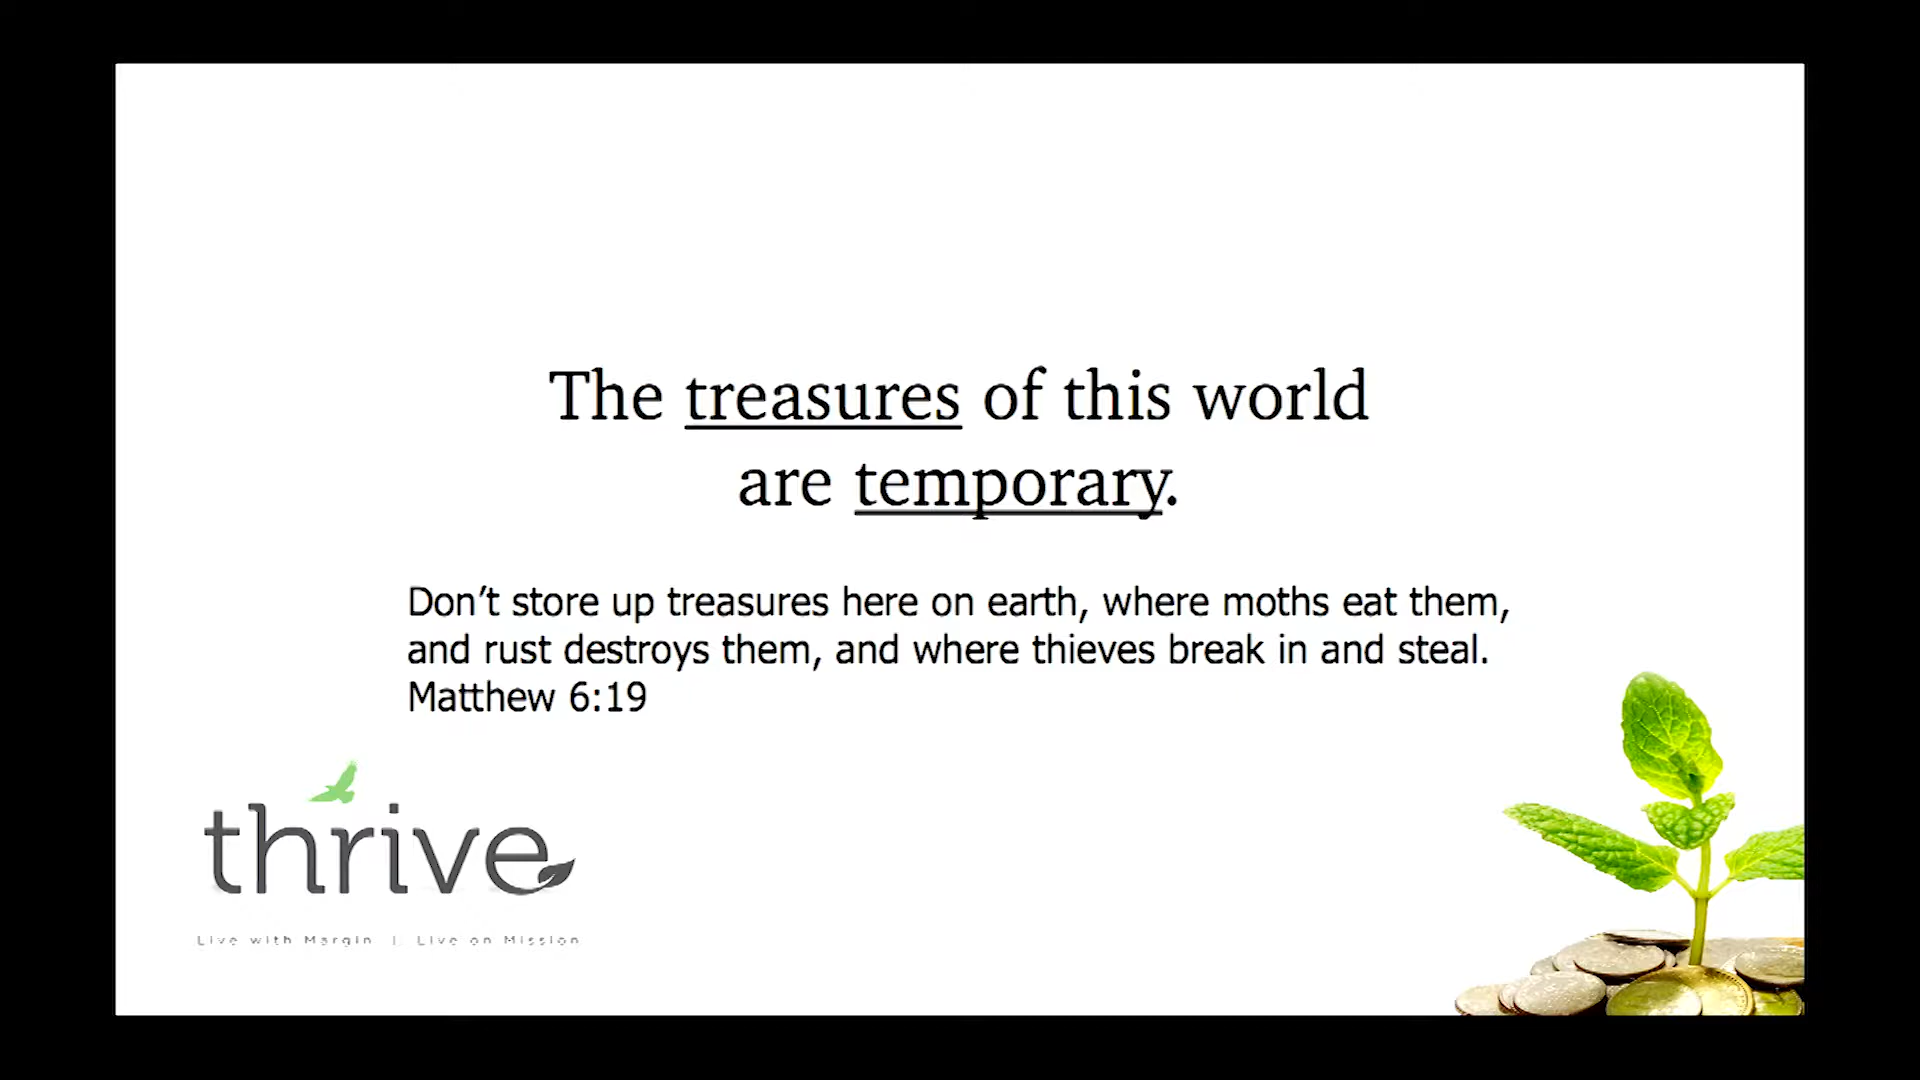 The treasures of this world
are temporary.
Don’t store up treasures here on earth, where moths eat them,
and rust destroys them, and where thieves break in and steal.
Matthew 6:19
thrive
Live with Margin | Live on Mission